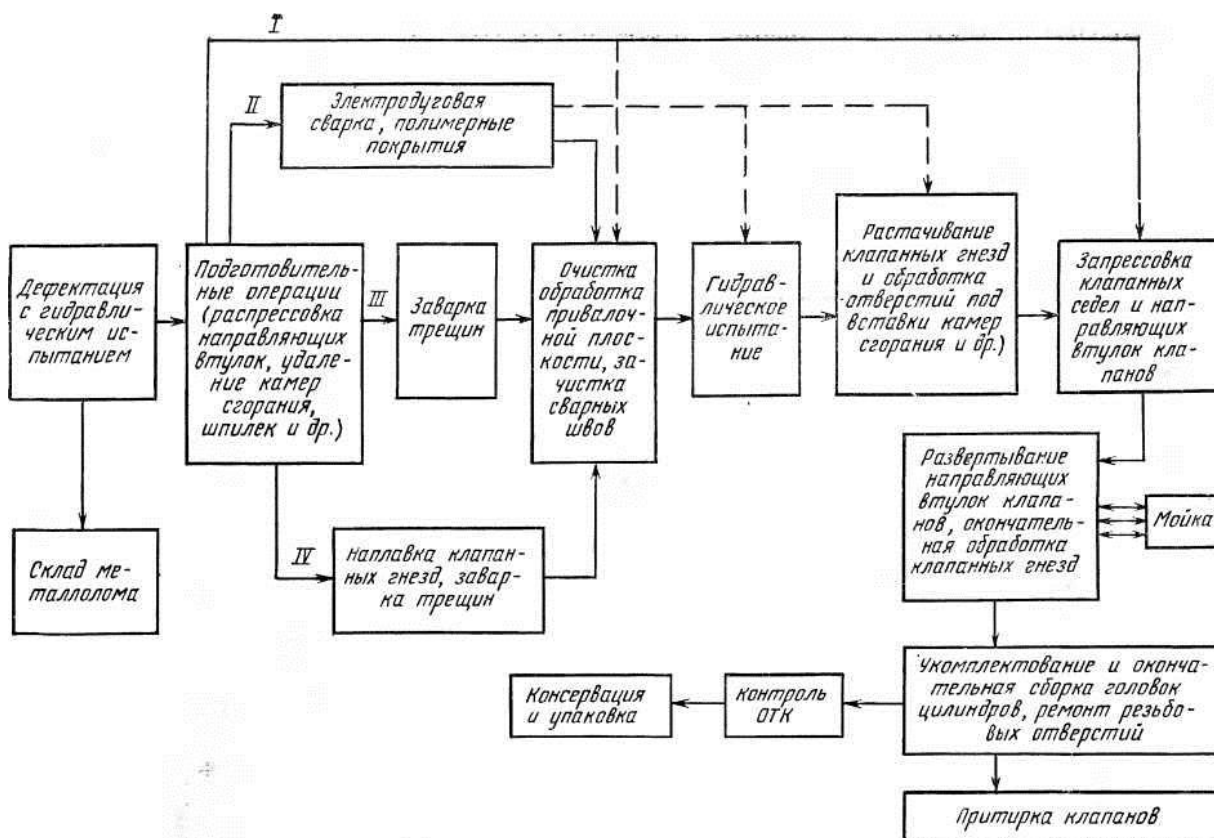 I
II
Электродуговая
сварка, полимерные
покрытия
Дефектация
с гидравли-
ческим ис-
пытанием
Подготовитель-
ные операции
(распрессовка
направляющих
втулок, удале-
ние камер
сгорания,
шпилек и др.)
III
Заварка
трещин
Очистка
обработка
привалоч-
ной плос-
кости, за-
чистка
сварных
швов
Гидрав-
лическое
испыта-
ние
Растачивание
клапанных гнезд
и обработка
отверстий под
вставки камер
сгорания и др.)
Запрессовка
клапанных
седел и нап-
равляющих
втулок кла-
панов
Склад ме-
таллолома
IV
Наплавка клапан-
ных гнезд, завар-
ка трещин
Развертывание
направляющих
втулок клапа-
нов, окончатель-
ная обработка
клапанных гнезд
Мойка
Укомплектование и оконча-
тельная сборка головок
цилиндров, ремонт резьбо-
вых отверстий
контроль
ОТК
Консервация
и упаковка
Притирка клапанов